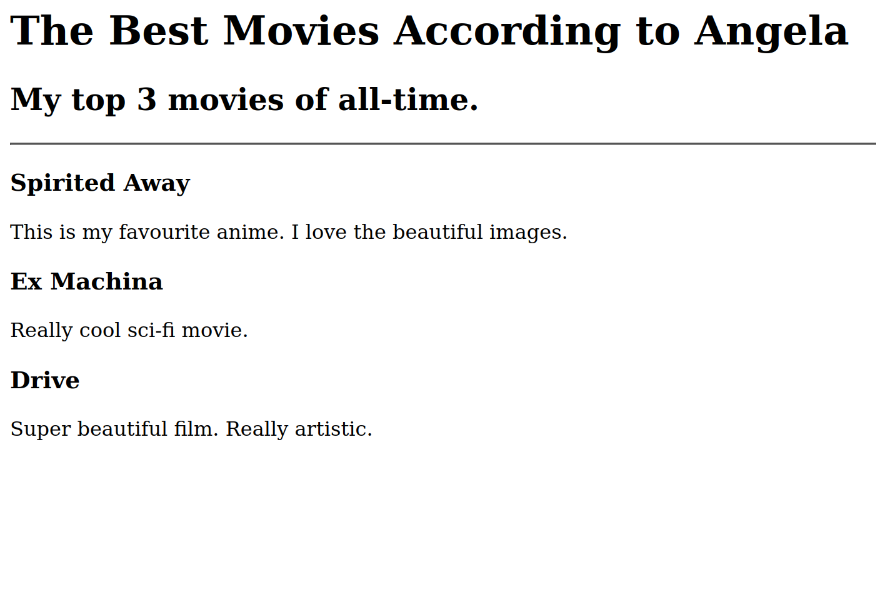 The Best Movies According to Angela
My top 3 movies of all-time.
Spirited Away
This is my favourite anime. I love the beautiful images.
Ex Machina
Really cool sci-fi movie.
Drive
Super beautiful film. Really artistic.